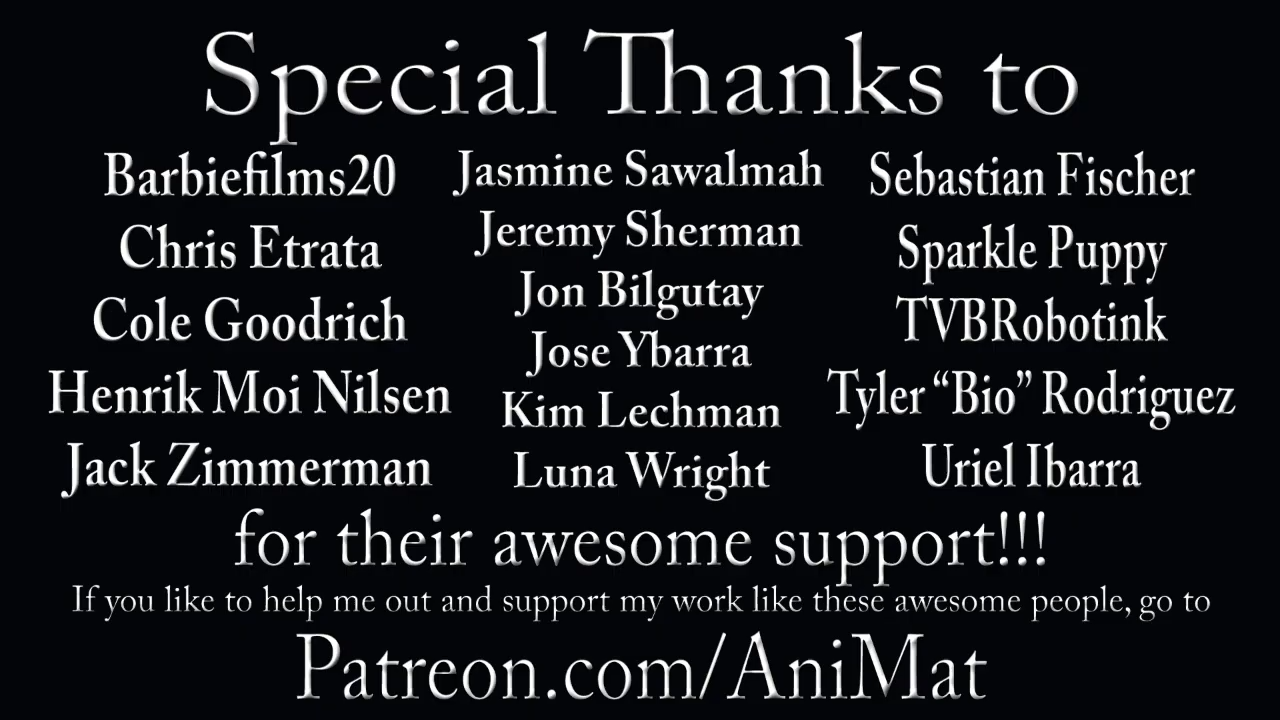 Special Thanks to
Barbiefilms20
Chris Etrata
Cole Goodrich
Henrik Moi Nilsen
Jack Zimmerman
Jasmine Sawalmah
Jeremy Sherman
Jon Bilgutay
Jose Ybarra
Kim Lechman
Luna Wright
Sebastian Fischer
Sparkle Puppy
TVBRobotink
Tyler “Bio” Rodriguez
Uriel Ibarra
for their awesome support!!!
If you like to help me out and support my work like these awesome people, go to
Patreon.com/AniMat